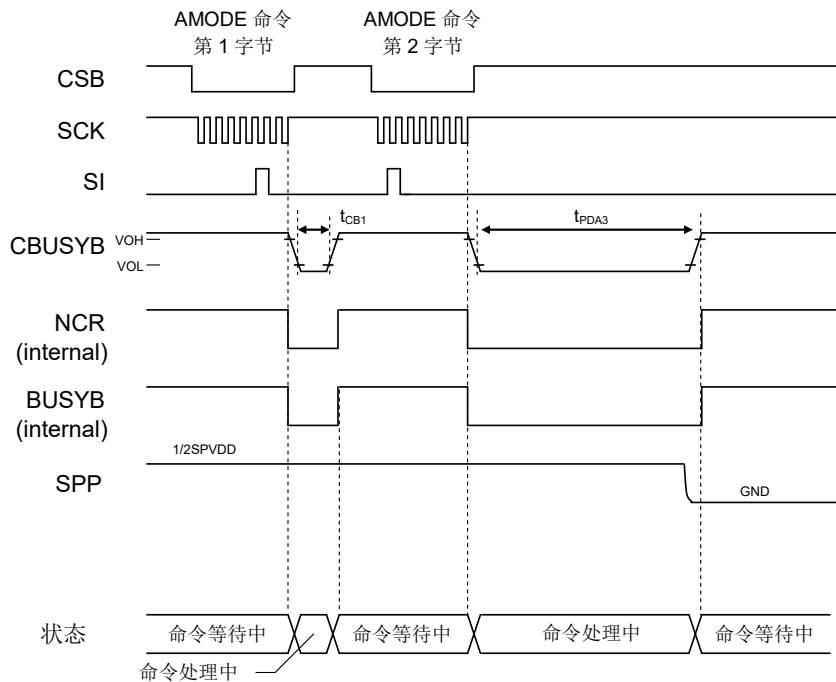 AMODE 命令
第 1 字节
AMODE 命令
第 2 字节
CSB
SCK
SI
tCB1
tPDA3
CBUSYB
VOH
VOL
NCR
(internal)
BUSYB
(internal)
1/2SPVDD
SPP
GND
状态
命令等待中
命令等待中
命令处理中
命令等待中
命令处理中